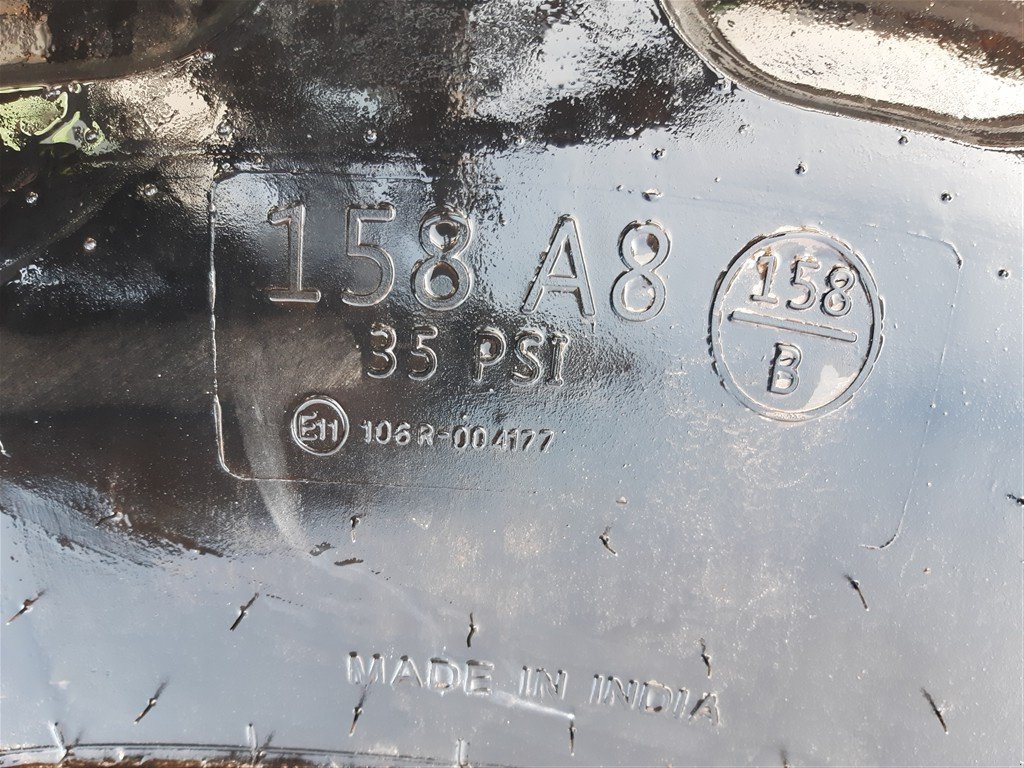 158 A8
158
B
35 PSI
E11 106R-004177
MADE IN INDIA